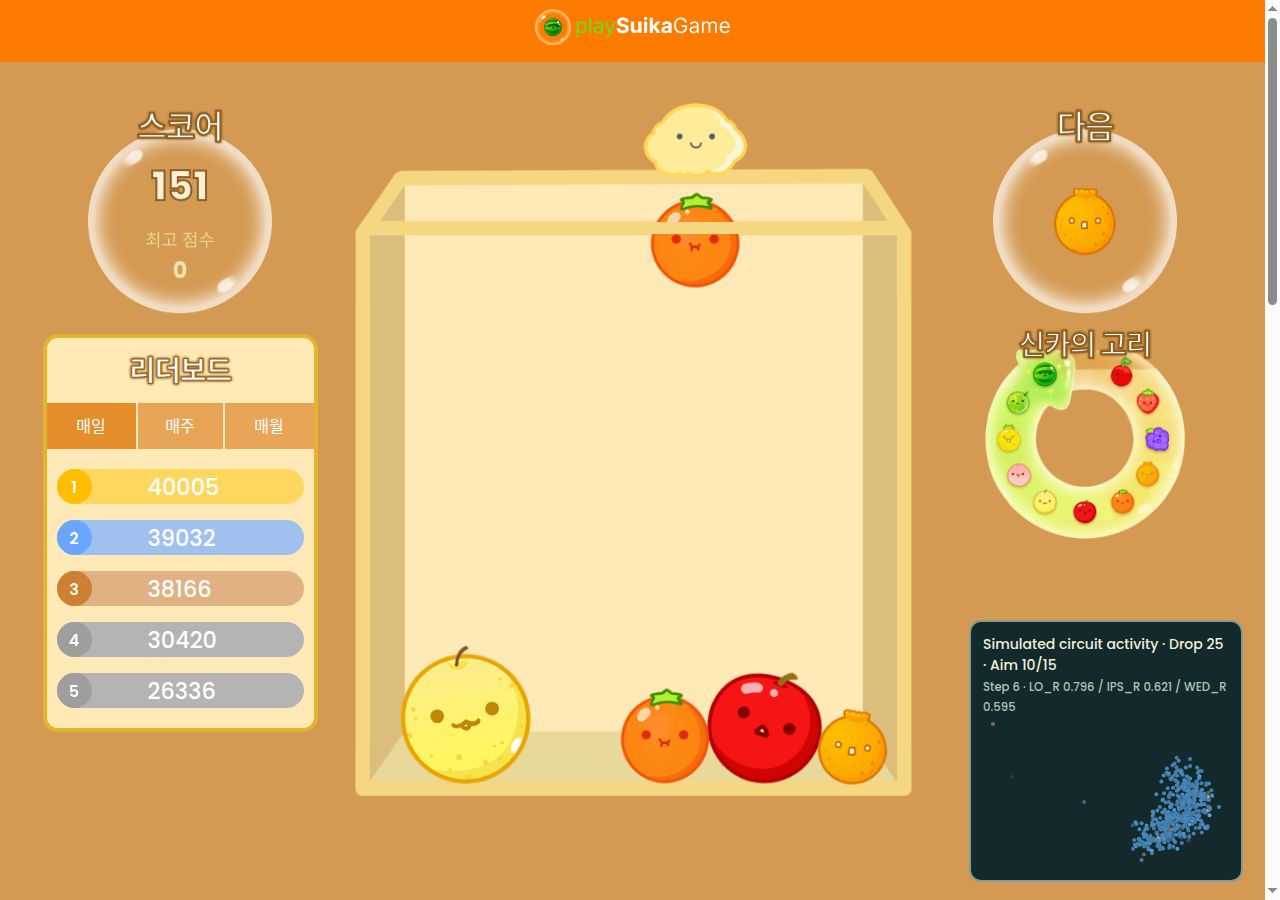 playSuikaGame
스코어
151
최고 점수
0
다음
신카의 고리
리더보드
매일 매주 매월
1 40005
2 39032
3 38166
4 30420
5 26336
Simulated circuit activity · Drop 25
· Aim 10/15
Step 6 · LO_R 0.796 / IPS_R 0.621 / WED_R
0.595